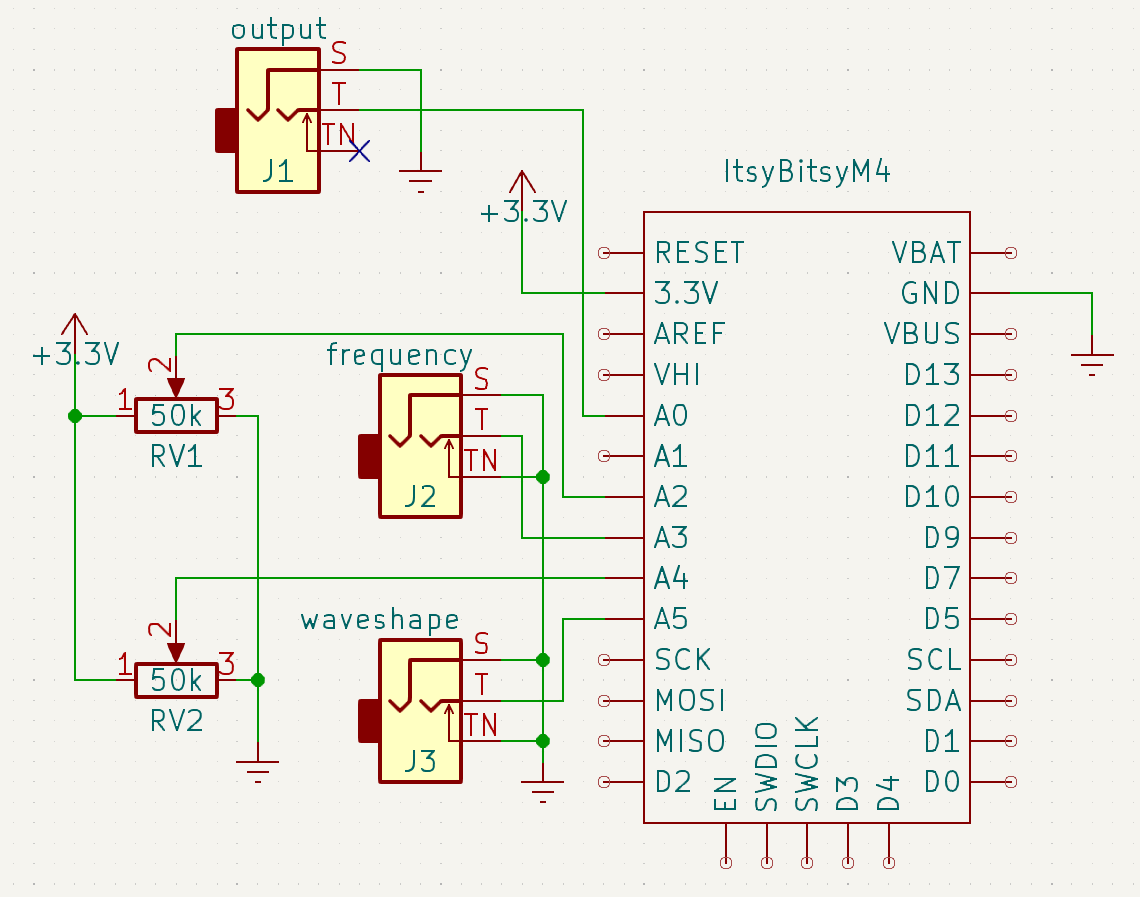 output
S
T
TN
J1
+3.3V
ItsyBitsyM4
RESET
3.3V
AREF
VHI
A0
A1
A2
A3
A4
A5
SCK
MOSI
MISO
D2
EN
SWDIO
SWCLK
D3
D4
VBAT
GND
VBUS
D13
D12
D11
D10
D9
D7
D5
SCL
SDA
D1
D0
+3.3V
2
1
50k
3
RV1
frequency
S
T
TN
J2
2
1
50k
3
RV2
waveshape
S
T
TN
J3